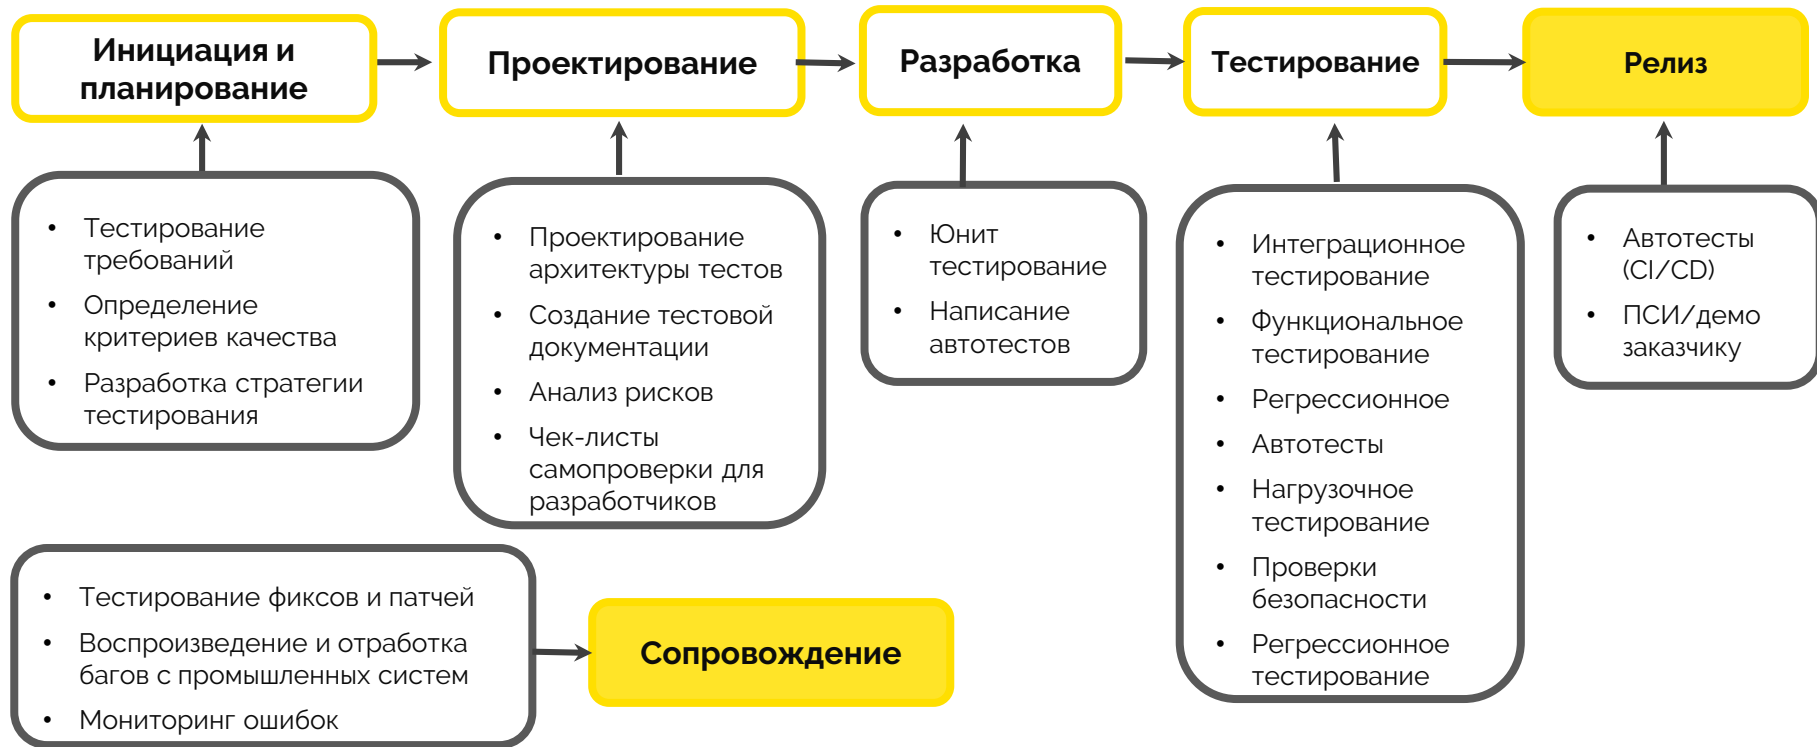 Инициация и
планирование
Проектирование
Разработка
Тестирование
Релиз
• Тестирование
требований
• Определение
критериев качества
• Разработка стратегии
тестирования
• Проектирование
архитектуры тестов
• Создание тестовой
документации
• Анализ рисков
• Чек-листы
самопроверки для
разработчиков
• Юнит
тестирование
• Написание
автотестов
• Интеграционное
тестирование
• Функциональное
тестирование
• Регрессионное
• Автотесты
• Нагрузочное
тестирование
• Проверки
безопасности
• Регрессионное
тестирование
• Автотесты
(CI/CD)
• ПСИ/демо
заказчику
• Тестирование фиксов и патчей
• Воспроизведение и отработка
багов с промышленных систем
• Мониторинг ошибок
Сопровождение